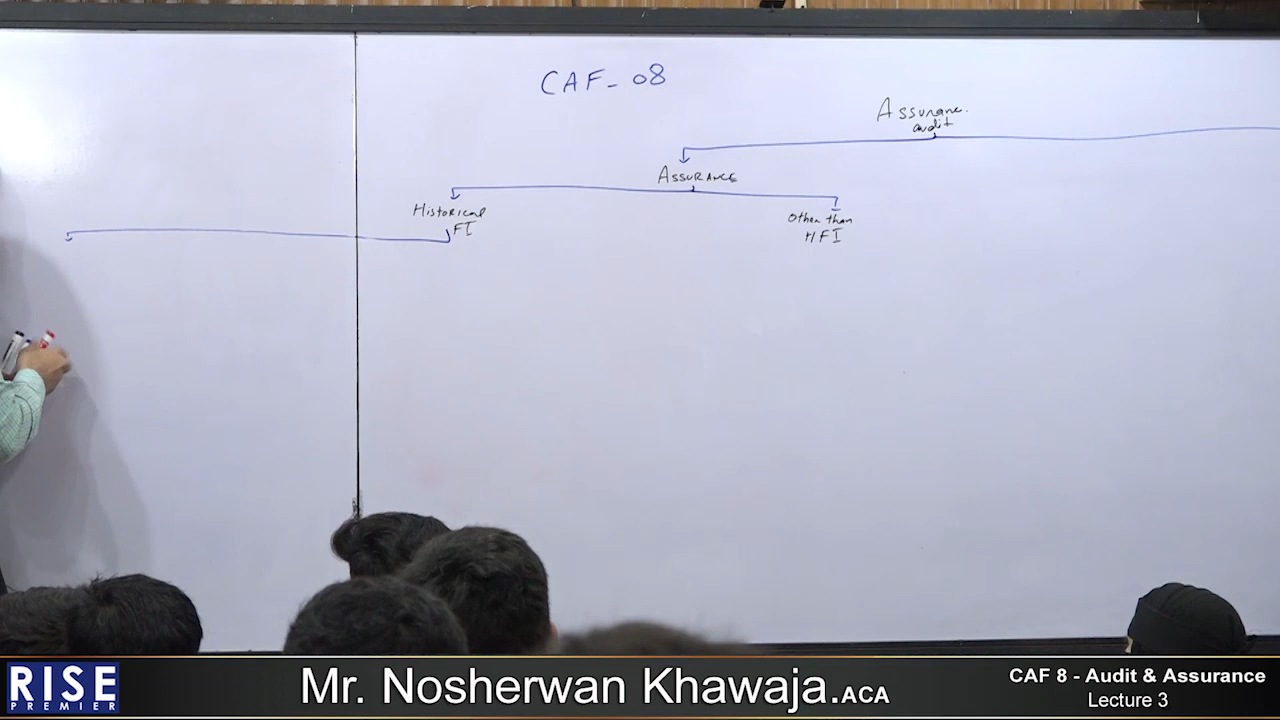 CAF- 08
Assurane.
audit
ASSURANCE
Historical
FI
Other than
HFI
RISE
PREMIER
Mr. Nosherwan Khawaja.ACA
CAF 8 - Audit & Assurance
Lecture 3